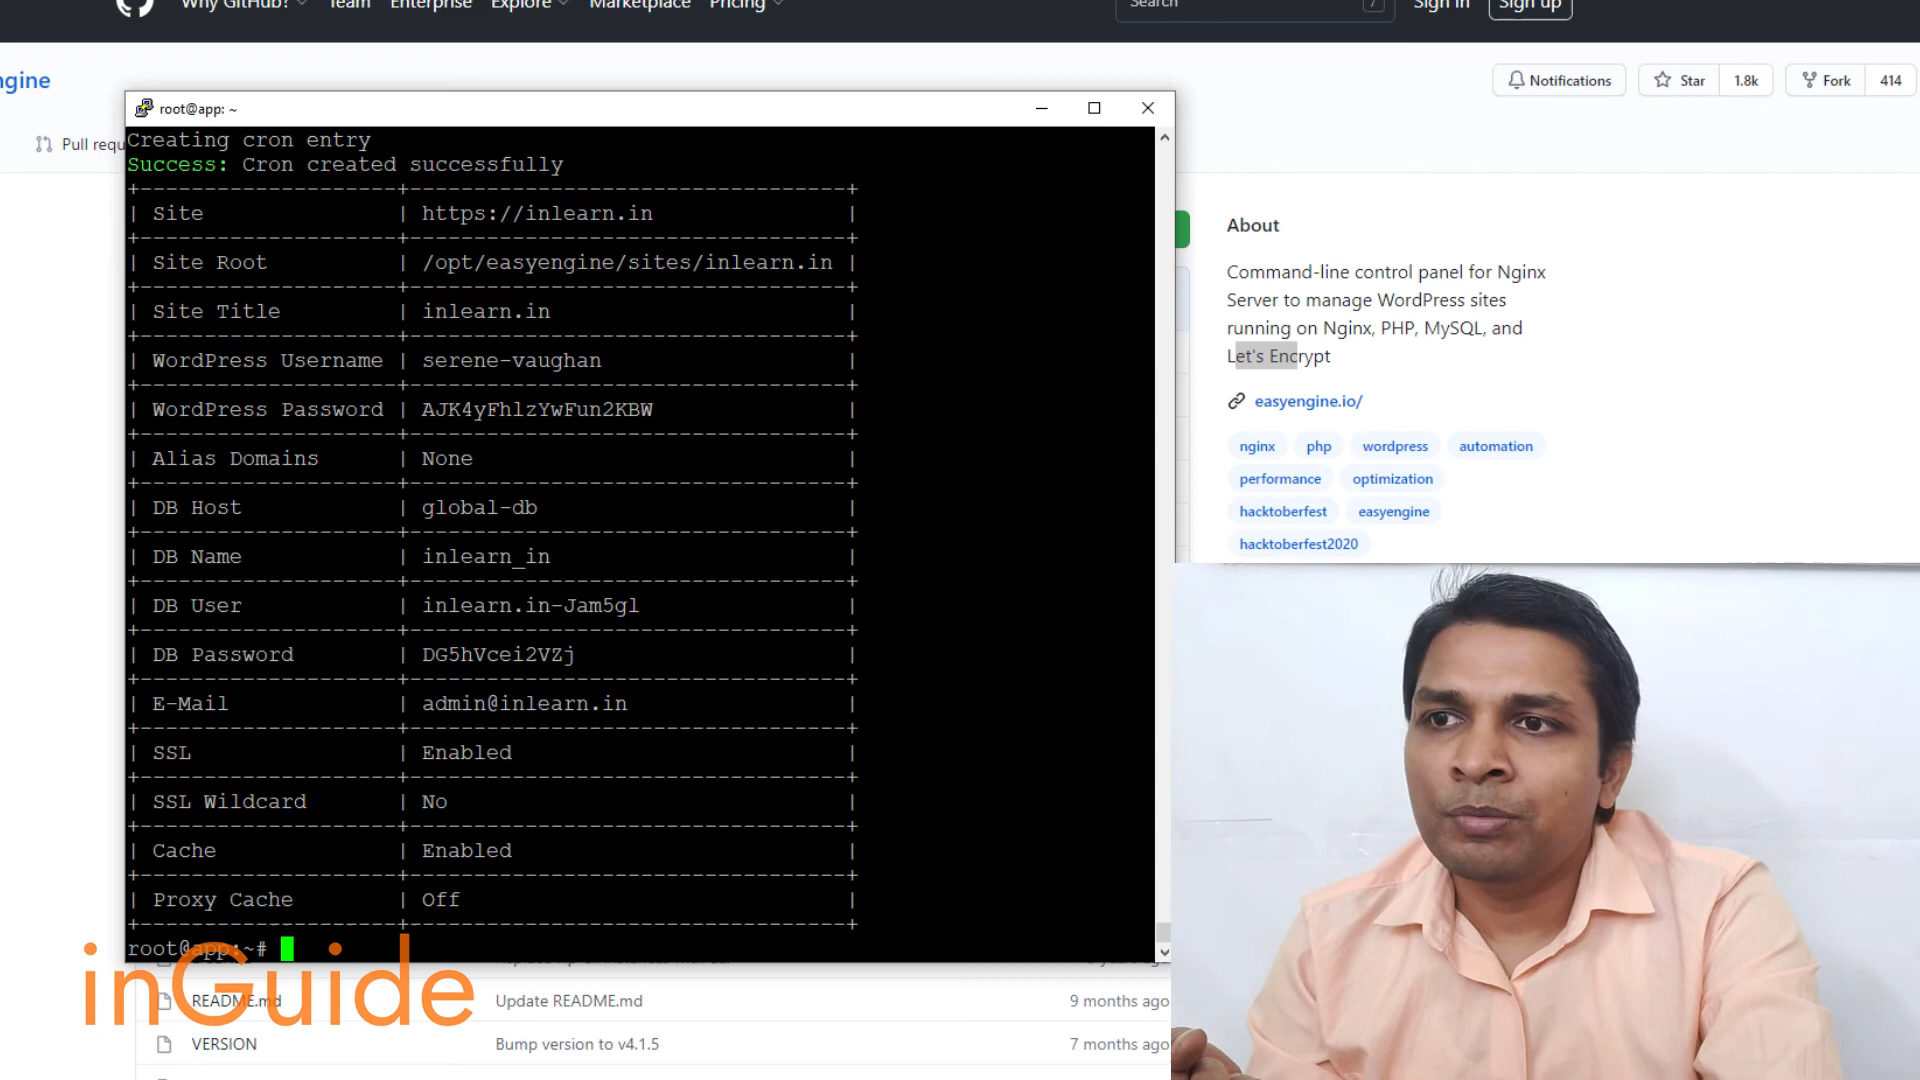 Why GitHub?
Team
Enterprise
Explore
Marketplace
Pricing
Search
/
Sign in
Sign up
ngine
Notifications
Star
1.8k
Fork
414
Pull requ
root@app: ~
Creating cron entry
Success: Cron created successfully
| Site | https://inlearn.in |
| Site Root | /opt/easyengine/sites/inlearn.in |
| Site Title | inlearn.in |
| WordPress Username | serene-vaughan |
| WordPress Password | AJK4yFhlzYwFun2KBW |
| Alias Domains | None |
| DB Host | global-db |
| DB Name | inlearn_in |
| DB User | inlearn.in-Jam5gl |
| DB Password | DG5hVcei2VZj |
| E-Mail | admin@inlearn.in |
| SSL | Enabled |
| SSL Wildcard | No |
| Cache | Enabled |
| Proxy Cache | Off |
root@app:~#
About
Command-line control panel for Nginx
Server to manage WordPress sites
running on Nginx, PHP, MySQL, and
Let's Encrypt
easyengine.io/
nginx
php
wordpress
automation
performance
optimization
hacktoberfest
easyengine
hacktoberfest2020
inGuide
README.md
Update README.md
9 months ago
VERSION
Bump version to v4.1.5
7 months ago